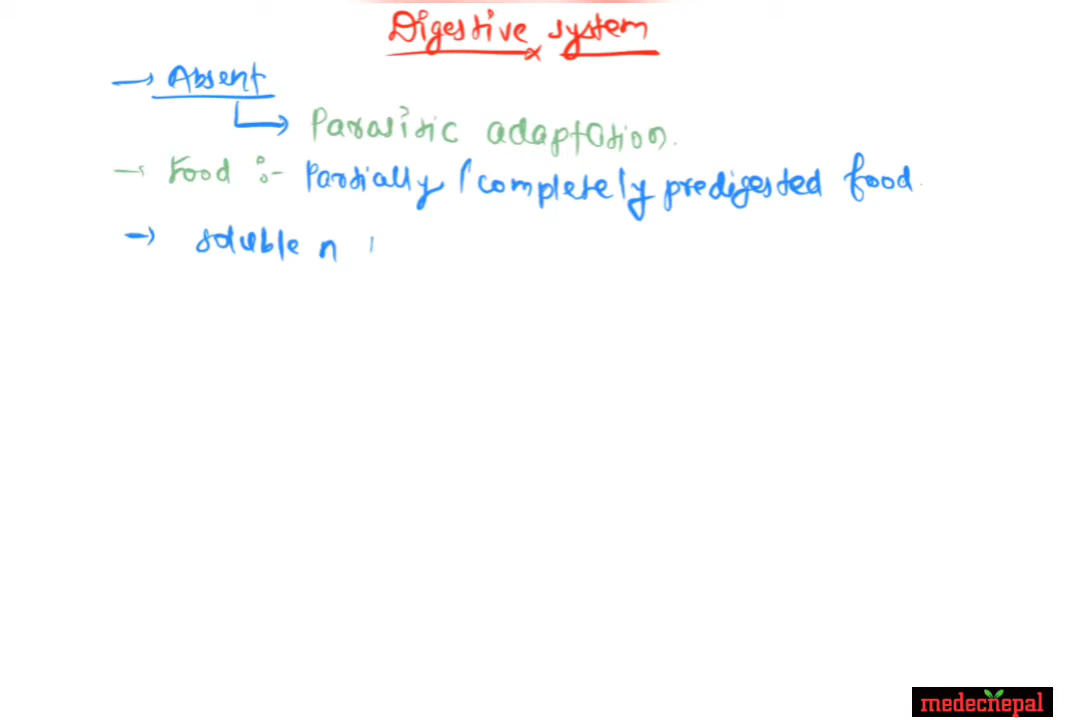 Digestive system
→ Absent
↳ Parasitic adaptation.
→ Food :- Partially / completely predigested food.
→ soluble n
medecnepal